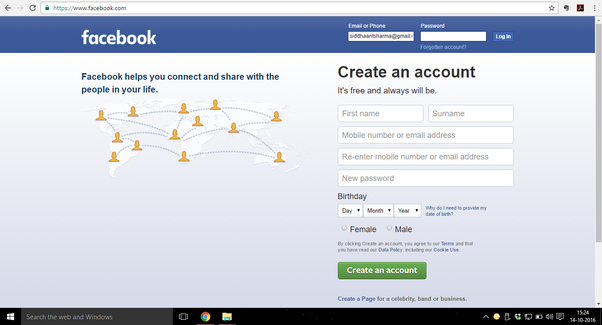 https://www.facebook.com
facebook
Email or Phone
Password
siddhaantsharma@gmail.c
Log In
Forgotten account?
Facebook helps you connect and share with the
people in your life.
Create an account
It's free and always will be.
First name
Surname
Mobile number or email address
Re-enter mobile number or email address
New password
Birthday
Day
Month
Year
Why do I need to provide my
date of birth?
Female
Male
By clicking Create an account, you agree to our Terms and that
you have read our Data Policy, including our Cookie Use.
Create an account
Create a Page for a celebrity, band or business.
Search the web and Windows
15:24
14-10-2016